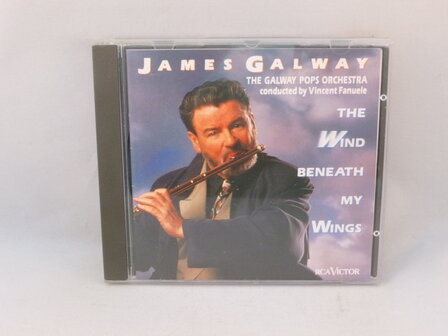 JAMES GALWAY
THE GALWAY POPS ORCHESTRA
conducted by Vincent Fanuele
THE
WIND
BENEATH
MY
WINGS
RCA VICTOR